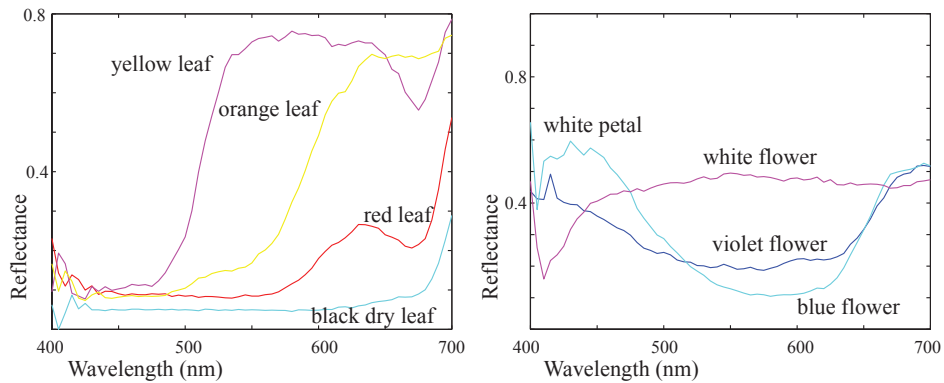 0.8
yellow leaf
orange leaf
0.4
red leaf
black dry leaf
Reflectance
400 500 600 700
Wavelength (nm)
0.8
white petal
white flower
0.4
violet flower
blue flower
Reflectance
400 500 600 700
Wavelength (nm)